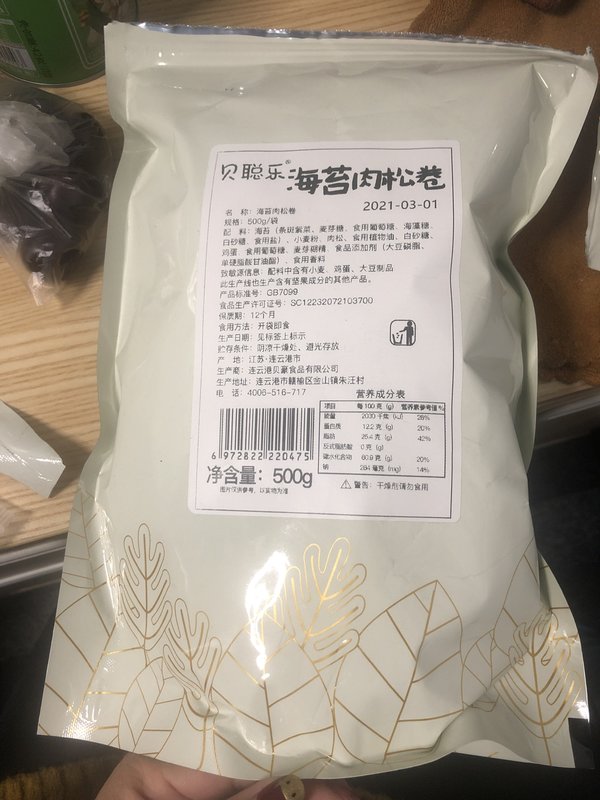 贝聪乐® 海苔肉松卷
2021-03-01
名 称：海苔肉松卷
规格：500g/袋
配 料：海苔（条斑紫菜、麦芽糖、食用葡萄糖、海藻糖、
白砂糖、食用盐）、小麦粉、肉松、食用植物油、白砂糖、
鸡蛋、食用葡萄糖、麦芽糊精、食品添加剂（大豆磷脂、
单硬脂酸甘油酯）、食用香料
致敏源信息：配料中含有小麦、鸡蛋、大豆制品
此生产线也生产含有坚果成分的其他产品。
产品标准号：GB7099
食品生产许可证号：SC12232072103700
保质期：12个月
食用方法：开袋即食
生产日期：见标签上标示
贮存条件：阴凉干燥处、避光存放
产 地：江苏·连云港市
生产商：连云港贝豪食品有限公司
生产地址：连云港市赣榆区金山镇朱汪村
电 话：4006-516-717
营养成分表
项目 每100克（g） 营养素参考值%
能量 2030千焦（kJ） 26%
蛋白质 12.2克（g） 20%
脂肪 25.4克（g） 42%
反式脂肪酸 0克（g）
碳水化合物 60.9克（g） 20%
钠 284毫克（mg） 14%
6 972822 220475
净含量：500g
图片仅供参考，以实物为准
警告：干燥剂请勿食用